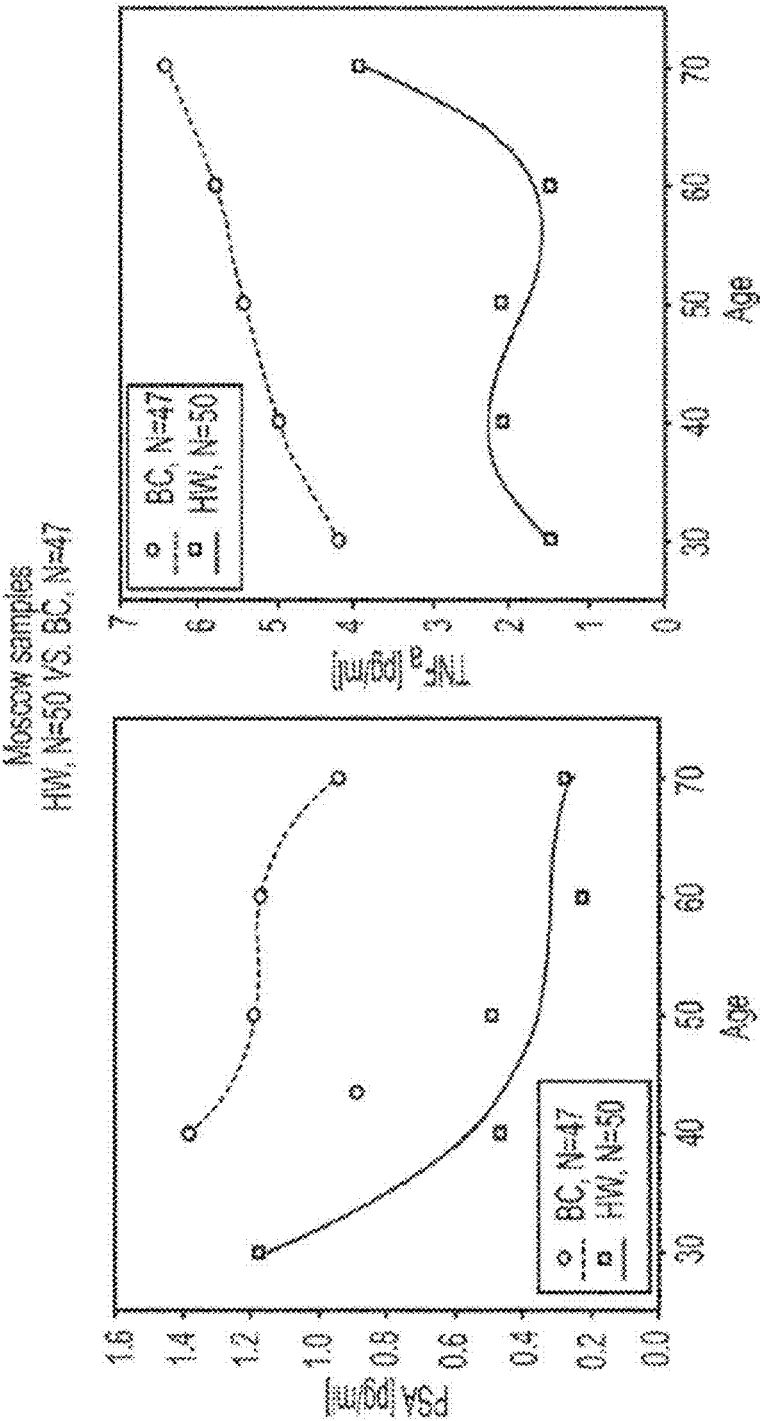 Moscow samples
HW, N=50 VS. BC, N=47
PSA [pg/ml]
1.6
1.4
1.2
1.0
0.8
0.6
0.4
0.2
0.0
BC, N=47
HW, N=50
30
40
50
60
70
Age
TNFa [pg/ml]
7
6
5
4
3
2
1
0
BC, N=47
HW, N=50
30
40
50
60
70
Age